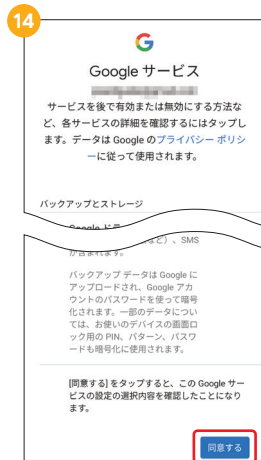 14
G
Google サービス
サービスを後で有効または無効にする方法な
ど、各サービスの詳細を確認するにはタップし
ます。データは Google のプライバシー ポリシ
ーに従って使用されます。
バックアップとストレージ
Google ド
など）、SMS
が含まれます。
バックアップ データは Google に
アップロードされ、Google アカ
ウントのパスワードを使って暗号
化されます。一部のデータについ
ては、お使いのデバイスの画面ロ
ック用の PIN、パターン、パスワ
ードも暗号化に使用されます。
[同意する] をタップすると、この Google サー
ビスの設定の選択内容を確認したことになり
ます。
同意する